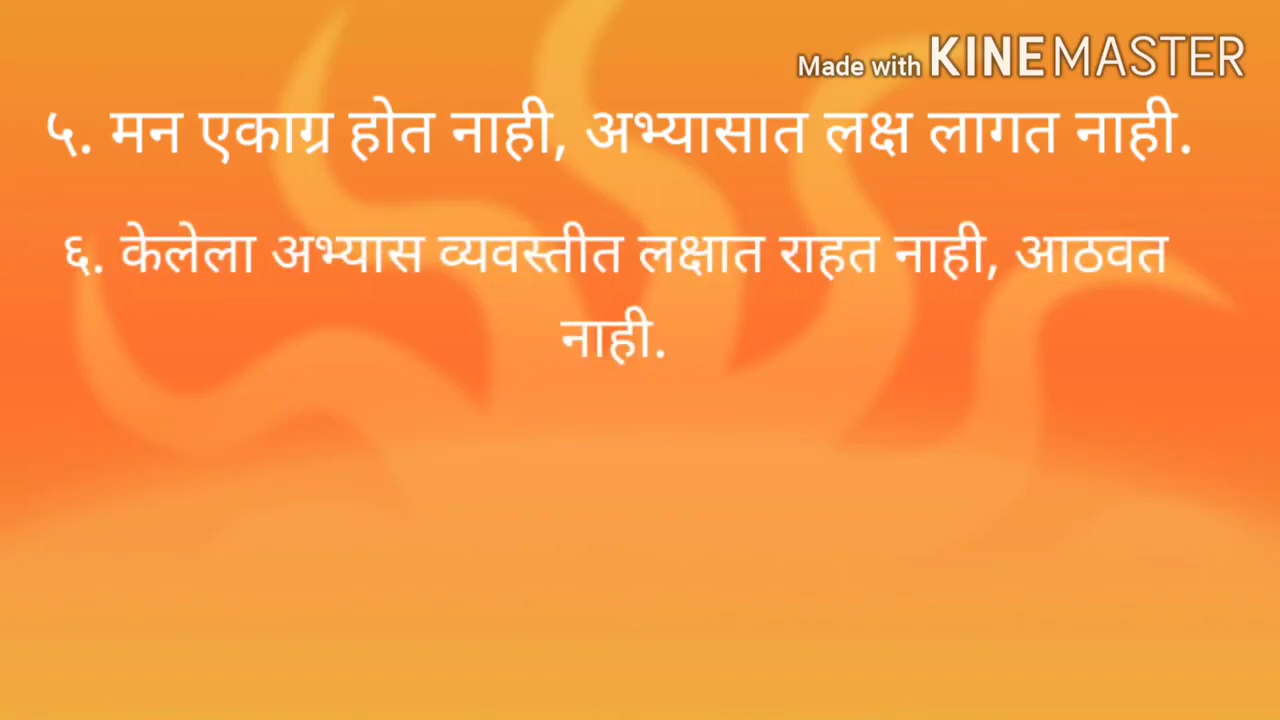 Made with KINEMASTER
५. मन एकाग्र होत नाही, अभ्यासात लक्ष लागत नाही.
६. केलेला अभ्यास व्यवस्तीत लक्षात राहत नाही, आठवत
नाही.